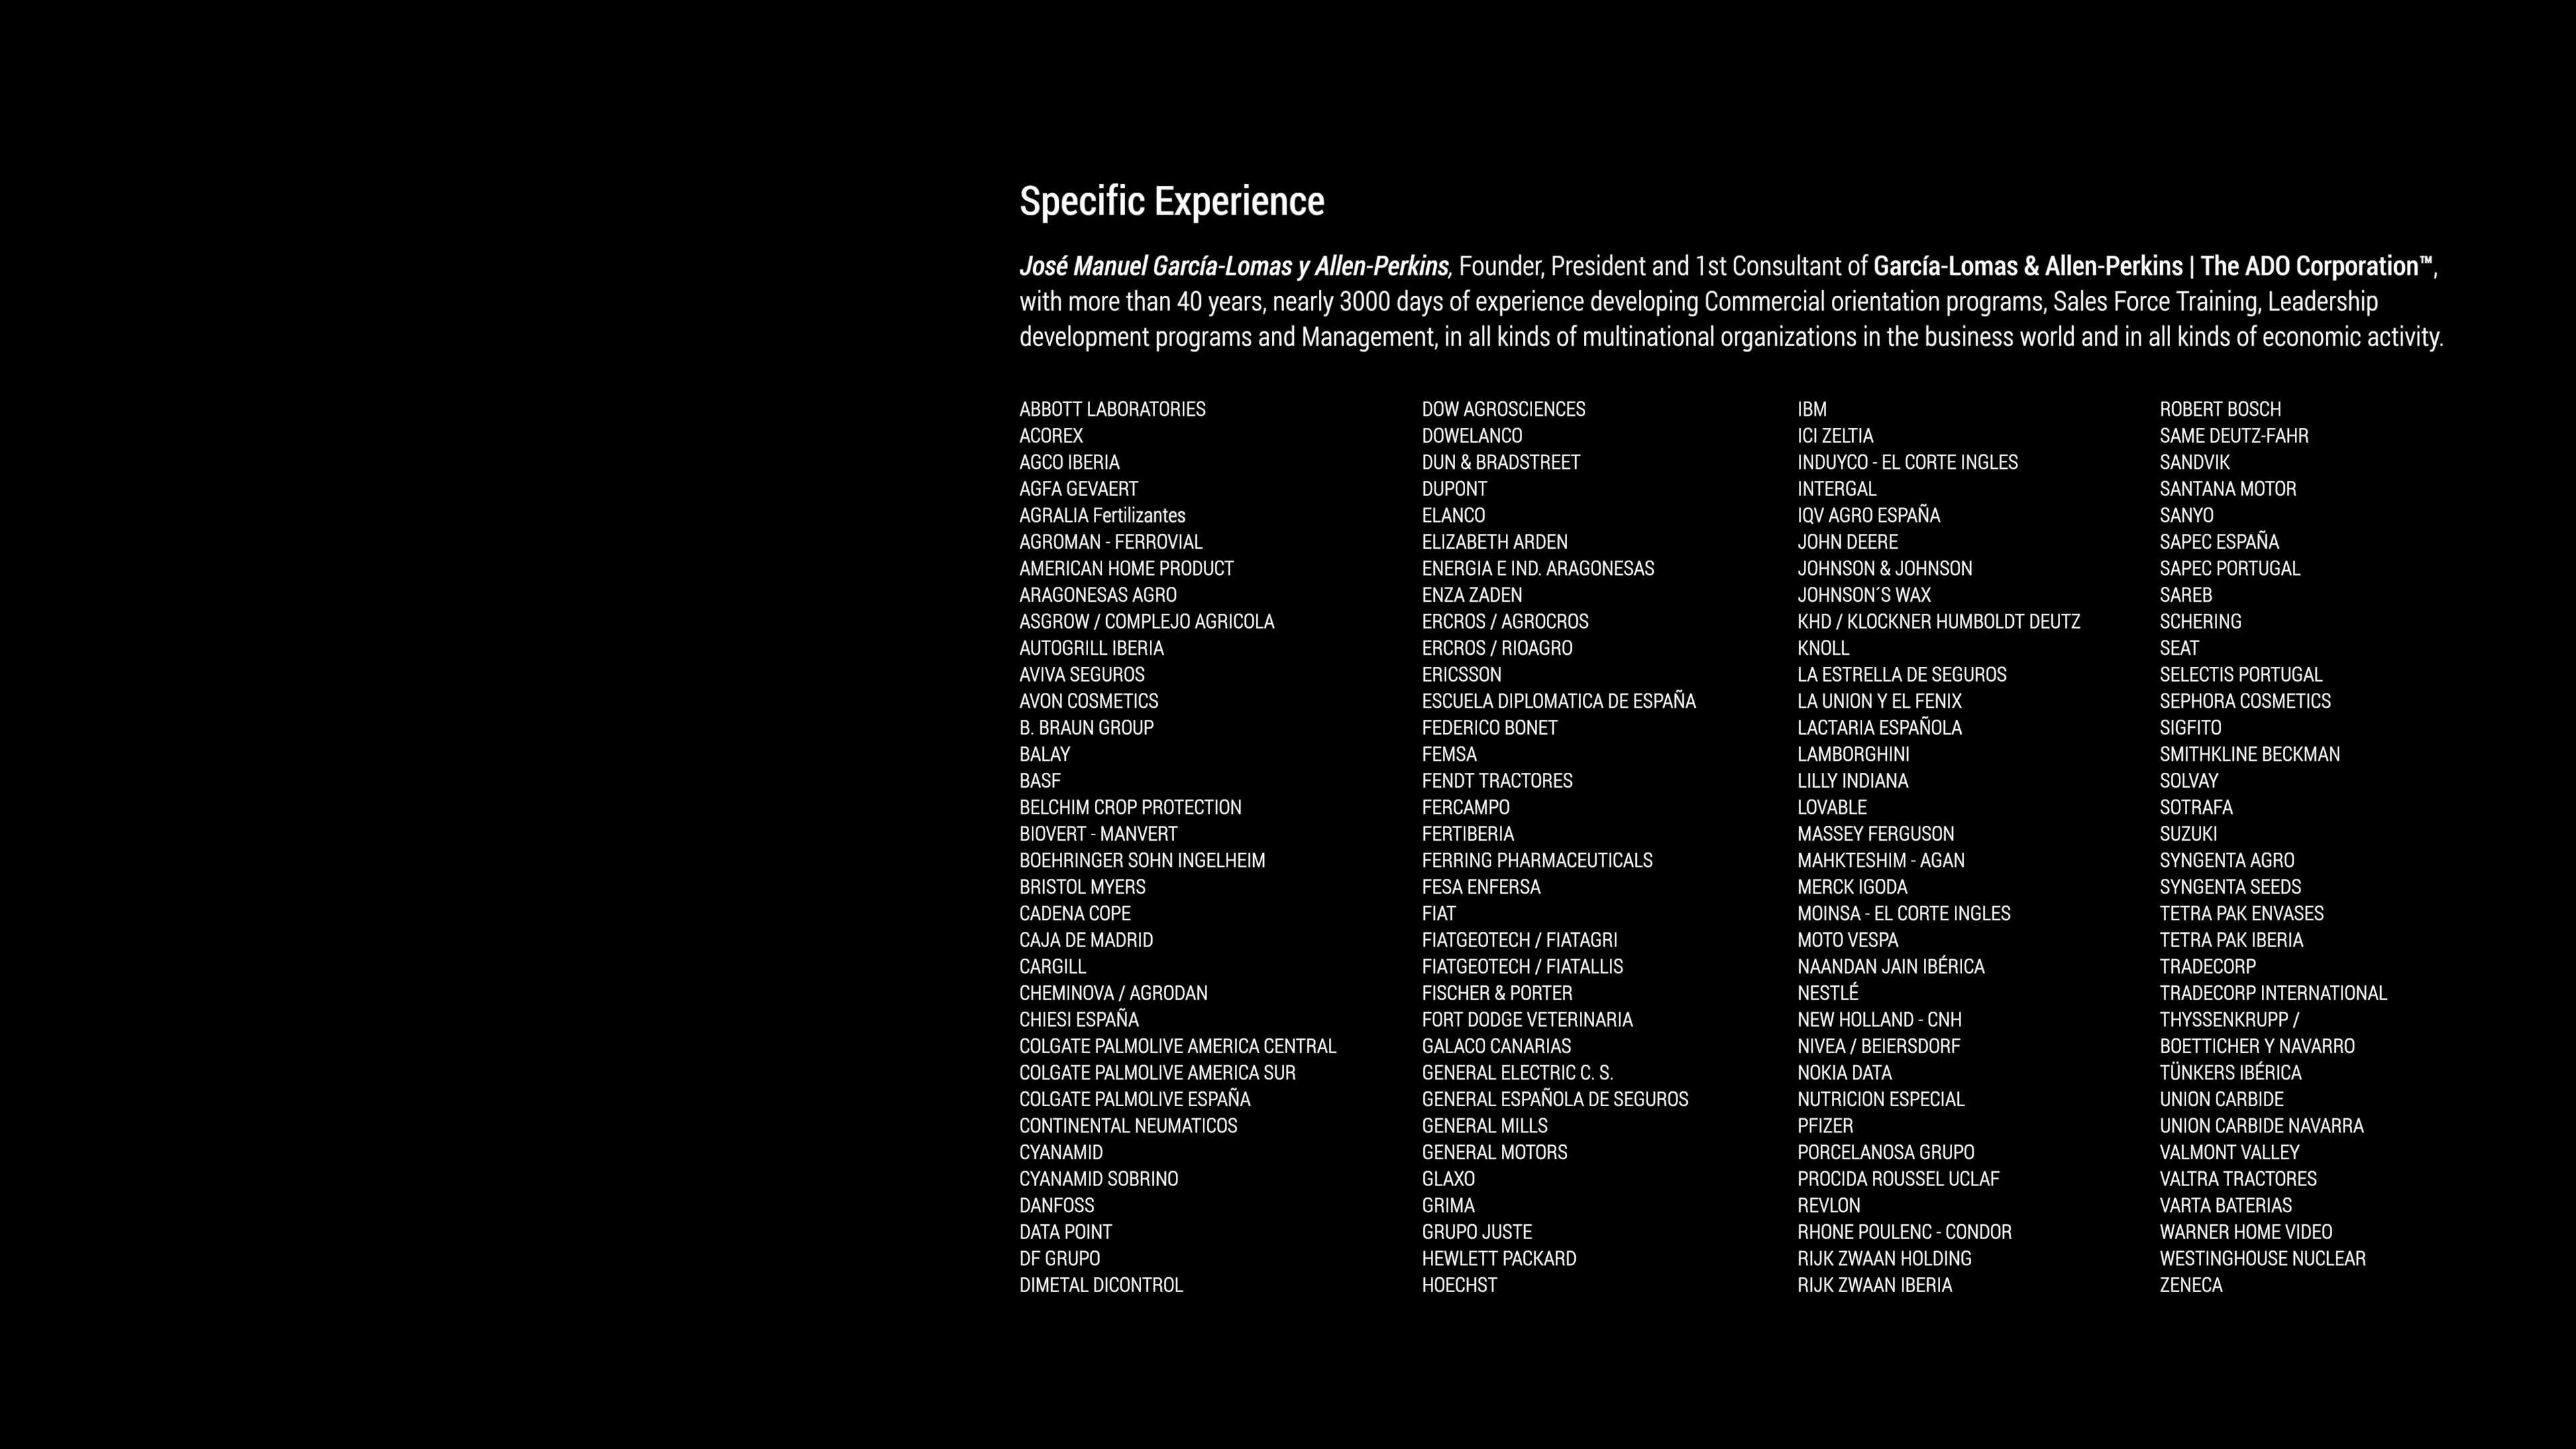 Specific Experience
José Manuel García-Lomas y Allen-Perkins, Founder, President and 1st Consultant of García-Lomas & Allen-Perkins | The ADO Corporation™,
with more than 40 years, nearly 3000 days of experience developing Commercial orientation programs, Sales Force Training, Leadership
development programs and Management, in all kinds of multinational organizations in the business world and in all kinds of economic activity.
ABBOTT LABORATORIES
ACOREX
AGCO IBERIA
AGFA GEVAERT
AGRALIA Fertilizantes
AGROMAN - FERROVIAL
AMERICAN HOME PRODUCT
ARAGONESAS AGRO
ASGROW / COMPLEJO AGRICOLA
AUTOGRILL IBERIA
AVIVA SEGUROS
AVON COSMETICS
B. BRAUN GROUP
BALAY
BASF
BELCHIM CROP PROTECTION
BIOVERT - MANVERT
BOEHRINGER SOHN INGELHEIM
BRISTOL MYERS
CADENA COPE
CAJA DE MADRID
CARGILL
CHEMINOVA / AGRODAN
CHIESI ESPAÑA
COLGATE PALMOLIVE AMERICA CENTRAL
COLGATE PALMOLIVE AMERICA SUR
COLGATE PALMOLIVE ESPAÑA
CONTINENTAL NEUMATICOS
CYANAMID
CYANAMID SOBRINO
DANFOSS
DATA POINT
DF GRUPO
DIMETAL DICONTROL
DOW AGROSCIENCES
DOWELANCO
DUN & BRADSTREET
DUPONT
ELANCO
ELIZABETH ARDEN
ENERGIA E IND. ARAGONESAS
ENZA ZADEN
ERCROS / AGROCROS
ERCROS / RIOAGRO
ERICSSON
ESCUELA DIPLOMATICA DE ESPAÑA
FEDERICO BONET
FEMSA
FENDT TRACTORES
FERCAMPO
FERTIBERIA
FERRING PHARMACEUTICALS
FESA ENFERSA
FIAT
FIATGEOTECH / FIATAGRI
FIATGEOTECH / FIATALLIS
FISCHER & PORTER
FORT DODGE VETERINARIA
GALACO CANARIAS
GENERAL ELECTRIC C. S.
GENERAL ESPAÑOLA DE SEGUROS
GENERAL MILLS
GENERAL MOTORS
GLAXO
GRIMA
GRUPO JUSTE
HEWLETT PACKARD
HOECHST
IBM
ICI ZELTIA
INDUYCO - EL CORTE INGLES
INTERGAL
IQV AGRO ESPAÑA
JOHN DEERE
JOHNSON & JOHNSON
JOHNSON´S WAX
KHD / KLOCKNER HUMBOLDT DEUTZ
KNOLL
LA ESTRELLA DE SEGUROS
LA UNION Y EL FENIX
LACTARIA ESPAÑOLA
LAMBORGHINI
LILLY INDIANA
LOVABLE
MASSEY FERGUSON
MAHKTESHIM - AGAN
MERCK IGODA
MOINSA - EL CORTE INGLES
MOTO VESPA
NAANDAN JAIN IBÉRICA
NESTLÉ
NEW HOLLAND - CNH
NIVEA / BEIERSDORF
NOKIA DATA
NUTRICION ESPECIAL
PFIZER
PORCELANOSA GRUPO
PROCIDA ROUSSEL UCLAF
REVLON
RHONE POULENC - CONDOR
RIJK ZWAAN HOLDING
RIJK ZWAAN IBERIA
ROBERT BOSCH
SAME DEUTZ-FAHR
SANDVIK
SANTANA MOTOR
SANYO
SAPEC ESPAÑA
SAPEC PORTUGAL
SAREB
SCHERING
SEAT
SELECTIS PORTUGAL
SEPHORA COSMETICS
SIGFITO
SMITHKLINE BECKMAN
SOLVAY
SOTRAFA
SUZUKI
SYNGENTA AGRO
SYNGENTA SEEDS
TETRA PAK ENVASES
TETRA PAK IBERIA
TRADECORP
TRADECORP INTERNATIONAL
THYSSENKRUPP /
BOETTICHER Y NAVARRO
TÜNKERS IBÉRICA
UNION CARBIDE
UNION CARBIDE NAVARRA
VALMONT VALLEY
VALTRA TRACTORES
VARTA BATERIAS
WARNER HOME VIDEO
WESTINGHOUSE NUCLEAR
ZENECA